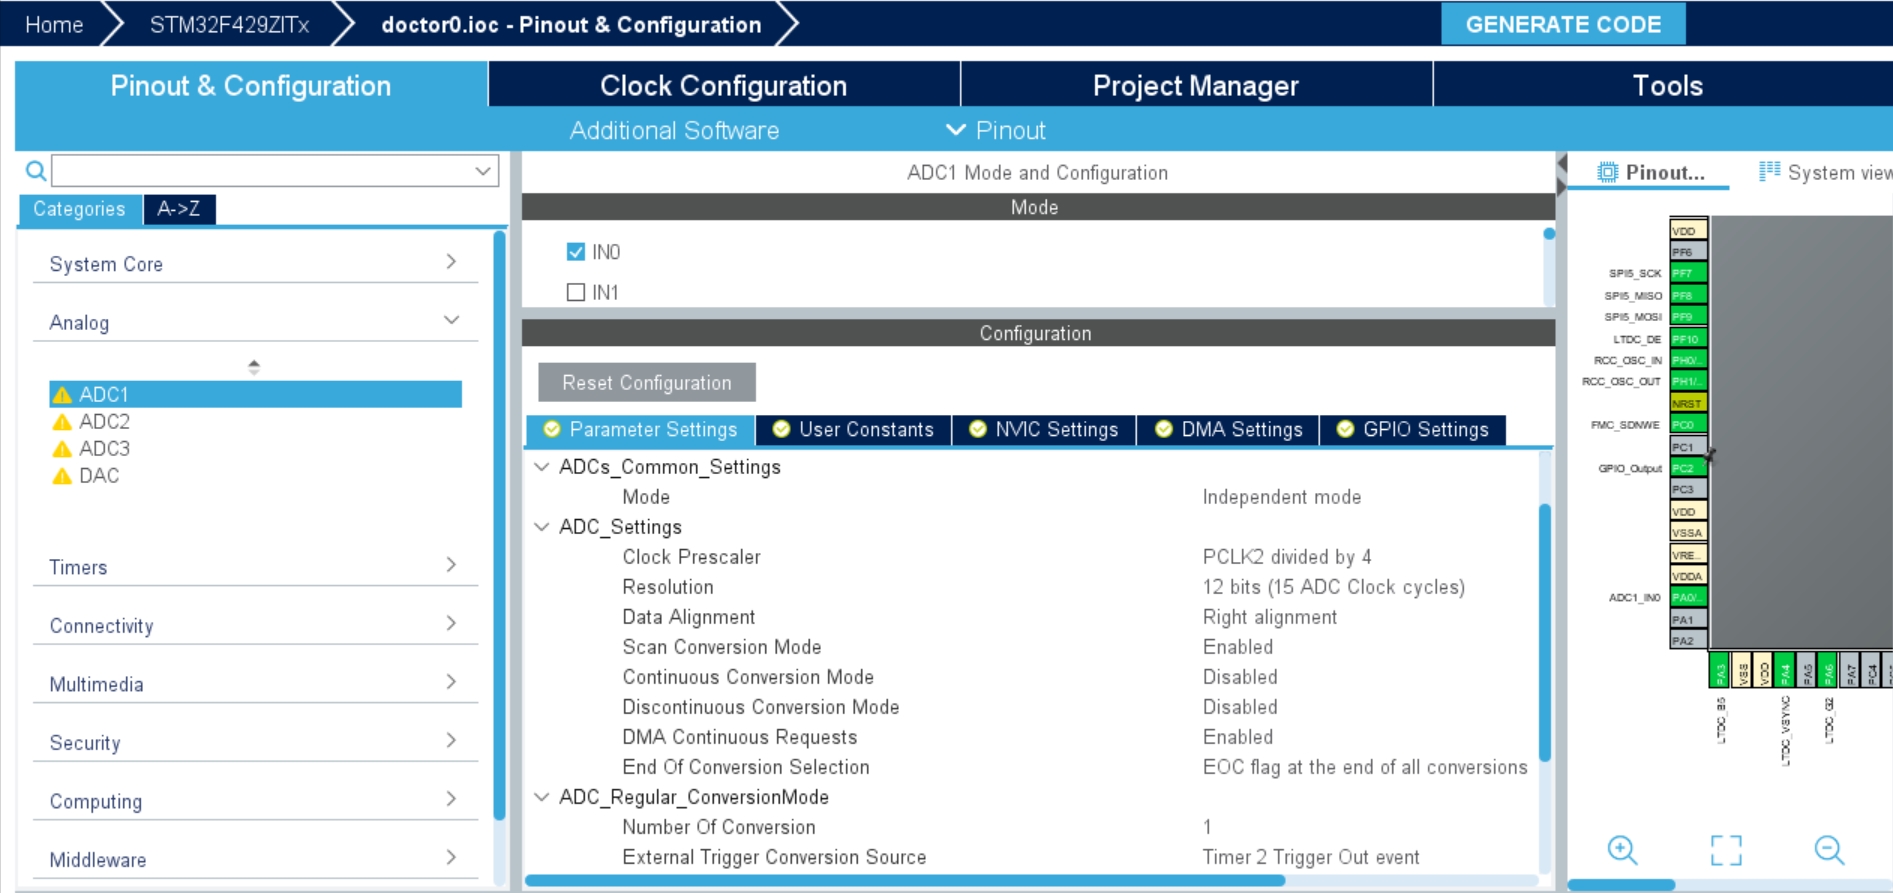 Home
STM32F429ZITx
doctor0.ioc - Pinout & Configuration
GENERATE CODE
Pinout & Configuration
Clock Configuration
Project Manager
Tools
Additional Software
Pinout
Categories
A->Z
System Core
Analog
ADC1
ADC2
ADC3
DAC
Timers
Connectivity
Multimedia
Security
Computing
Middleware
ADC1 Mode and Configuration
Mode
IN0
IN1
Configuration
Reset Configuration
Parameter Settings
User Constants
NVIC Settings
DMA Settings
GPIO Settings
ADCs_Common_Settings
Mode Independent mode
ADC_Settings
Clock Prescaler PCLK2 divided by 4
Resolution 12 bits (15 ADC Clock cycles)
Data Alignment Right alignment
Scan Conversion Mode Enabled
Continuous Conversion Mode Disabled
Discontinuous Conversion Mode Disabled
DMA Continuous Requests Enabled
End Of Conversion Selection EOC flag at the end of all conversions
ADC_Regular_ConversionMode
Number Of Conversion 1
External Trigger Conversion Source Timer 2 Trigger Out event
Pinout...
System view
VDD
PF6
SPI5_SCK PF7
SPI5_MISO PF8
SPI5_MOSI PF9
LTDC_DE PF10
RCC_OSC_IN PH0/..
RCC_OSC_OUT PH1/..
NRST
FMC_SDNWE PC0
PC1
GPIO_Output PC2
PC3
VDD
VSSA
VRE..
VDDA
ADC1_IN0 PA0/..
PA1
PA2
PA3
VSS
VDD
PA4
PA5
PA6
PA7
PC4
LTDC_B5
LTDC_VSYNC
LTDC_G2